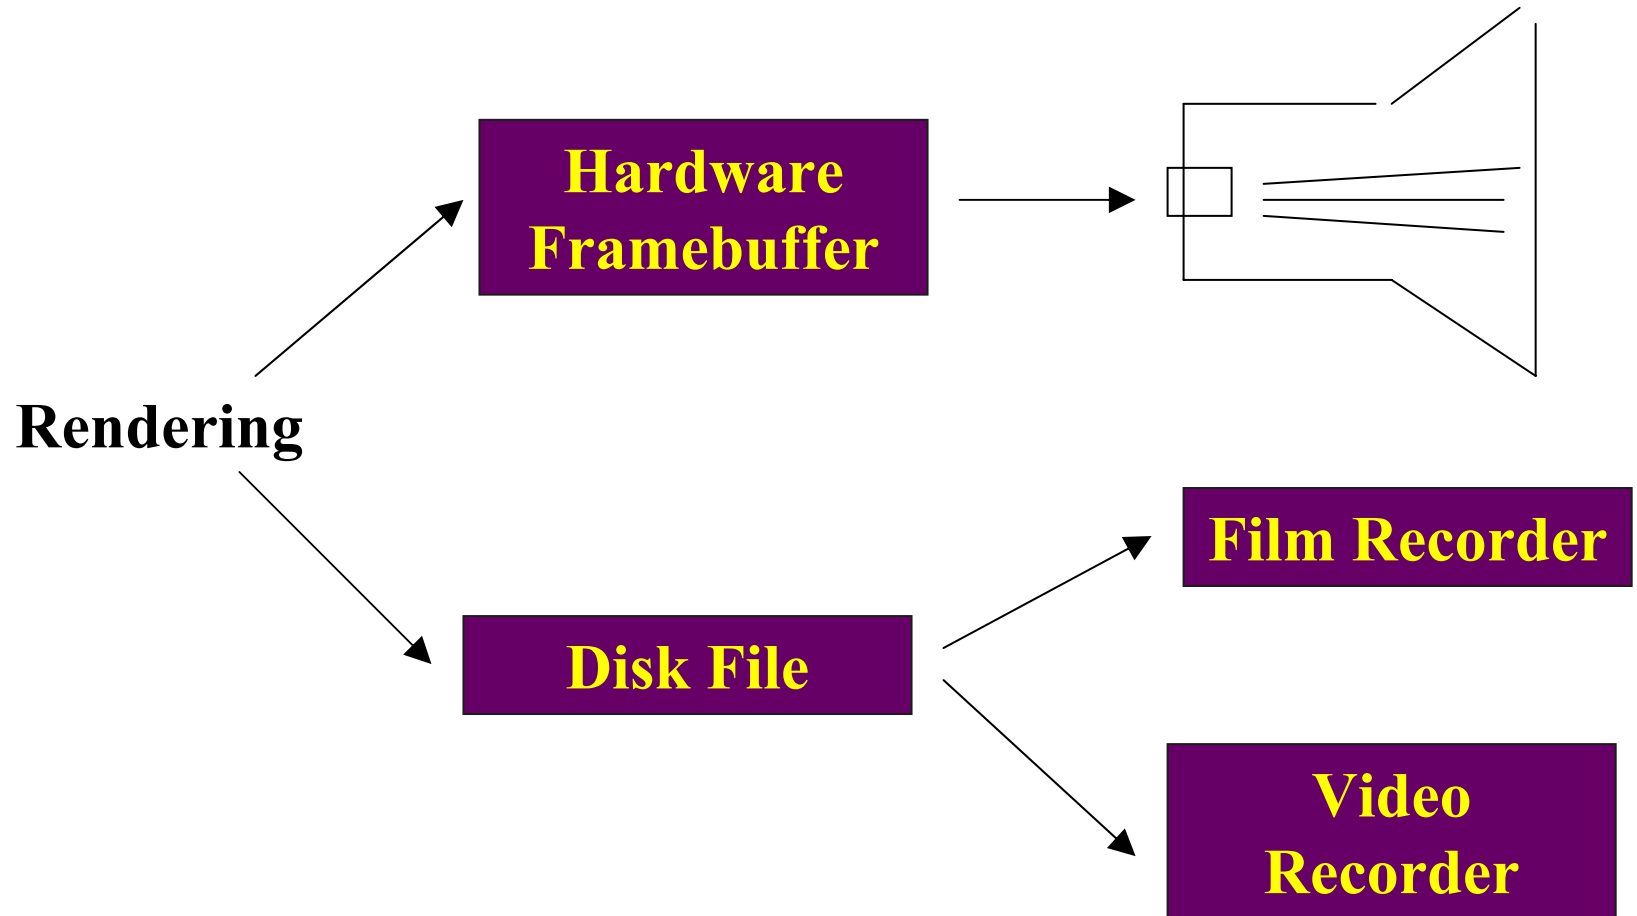 Hardware
Framebuffer
Rendering
Film Recorder
Disk File
Video
Recorder